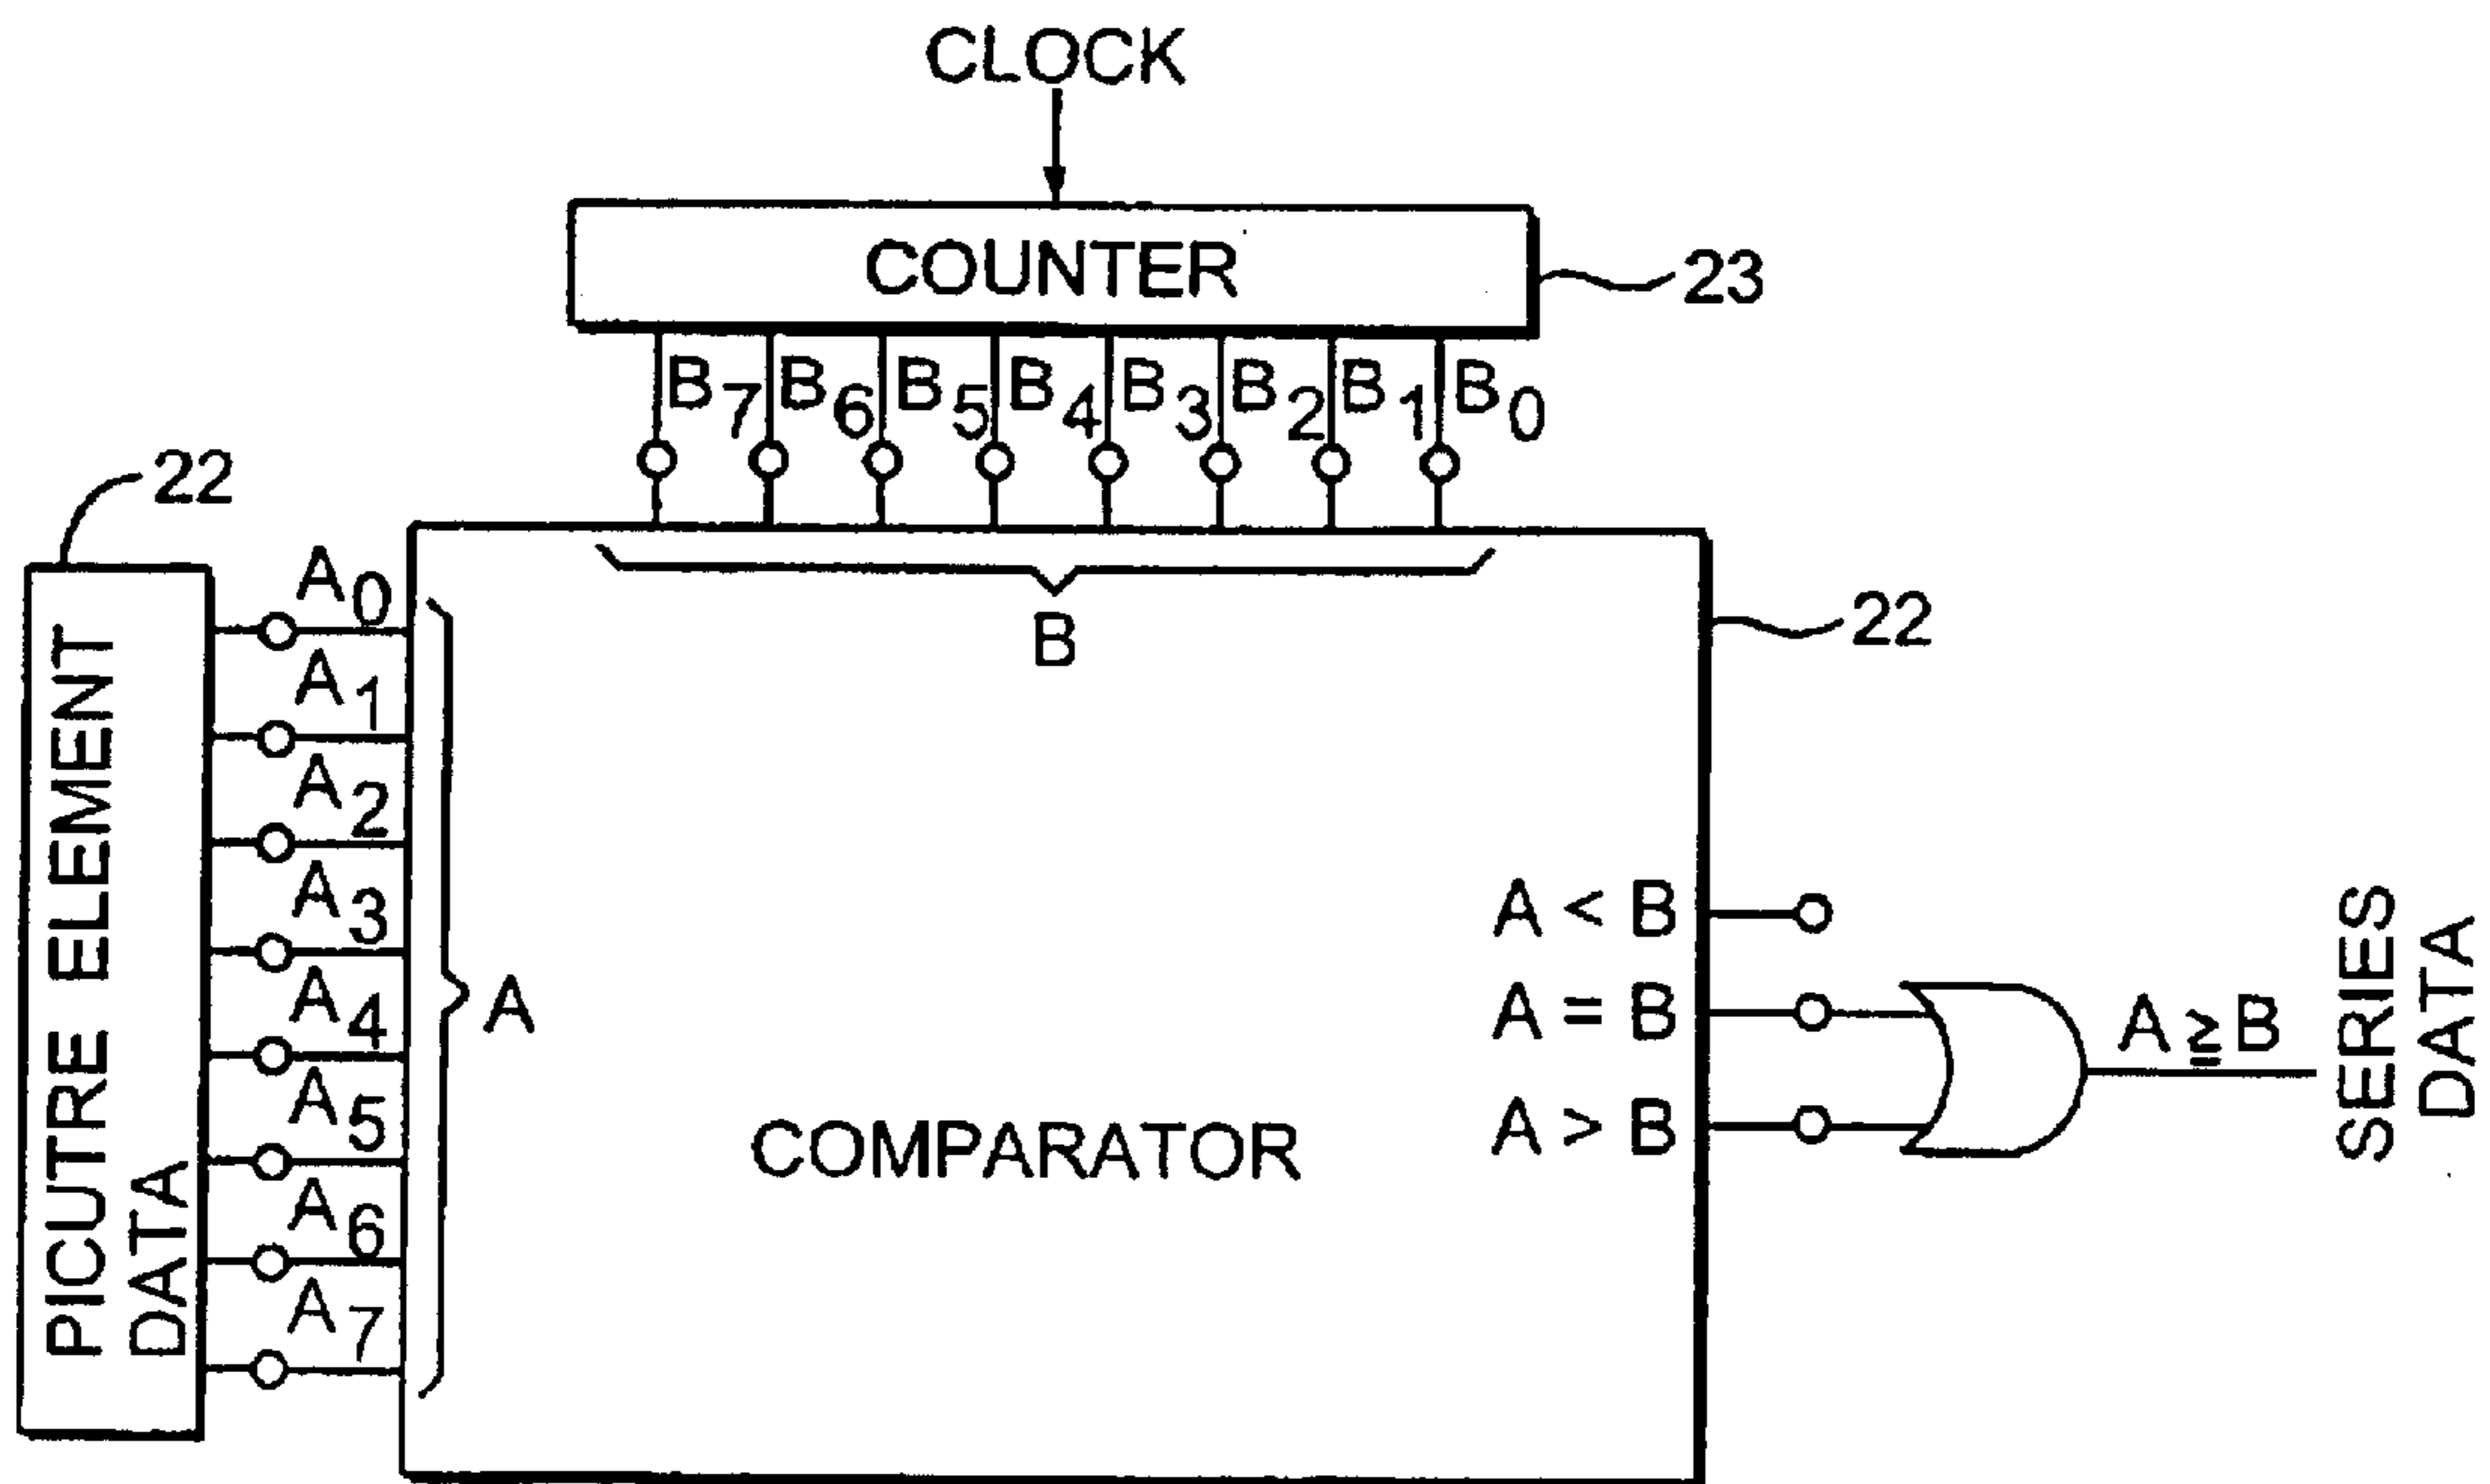 CLOCK
COUNTER
23
B7 B6 B5 B4 B3 B2 B1 B0
22
B
22
PICUTRE ELEMENT
DATA
A0
A1
A2
A3
A4
A5
A6
A7
A
COMPARATOR
A < B
A = B
A > B
A ≧ B
SERIES
DATA